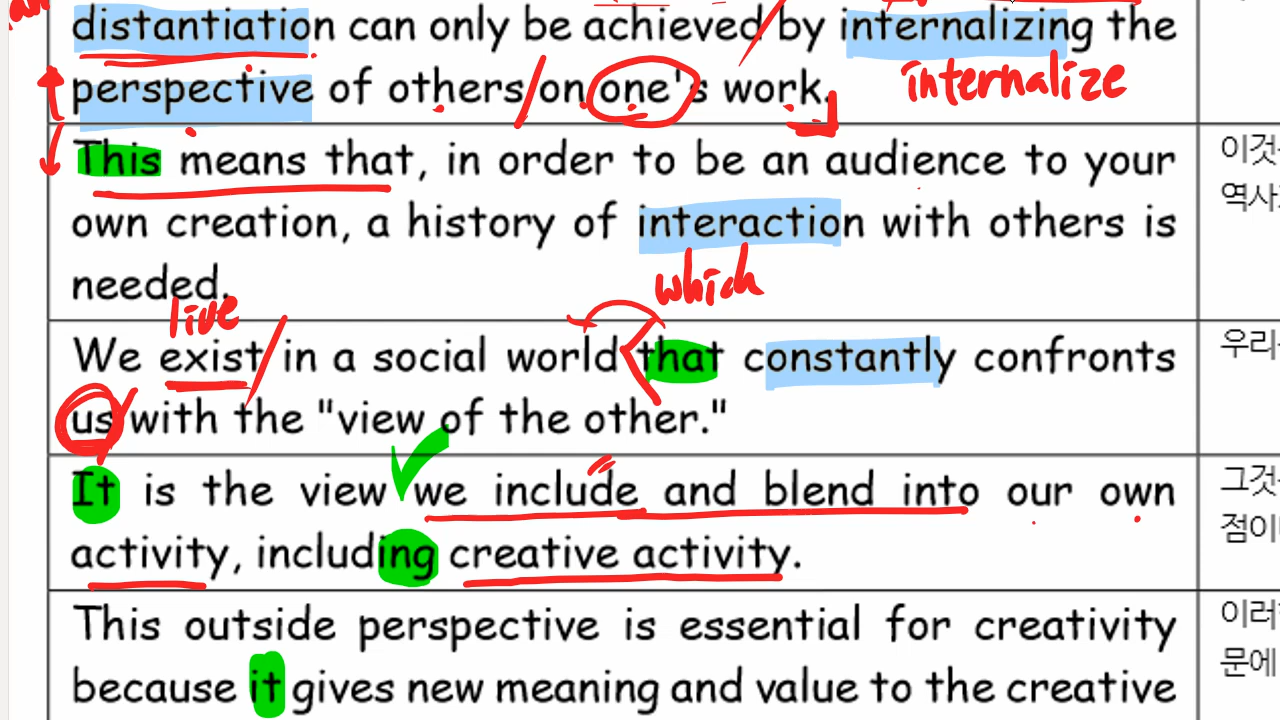 distantiation can only be achieved by internalizing the
internalize
perspective of others on one's work.
This means that, in order to be an audience to your
own creation, a history of interaction with others is
needed.
which
live
We exist in a social world that constantly confronts
us with the "view of the other."
It is the view we include and blend into our own
activity, including creative activity.
This outside perspective is essential for creativity
because it gives new meaning and value to the creative
이것
역사
우리
그것
점이
문에